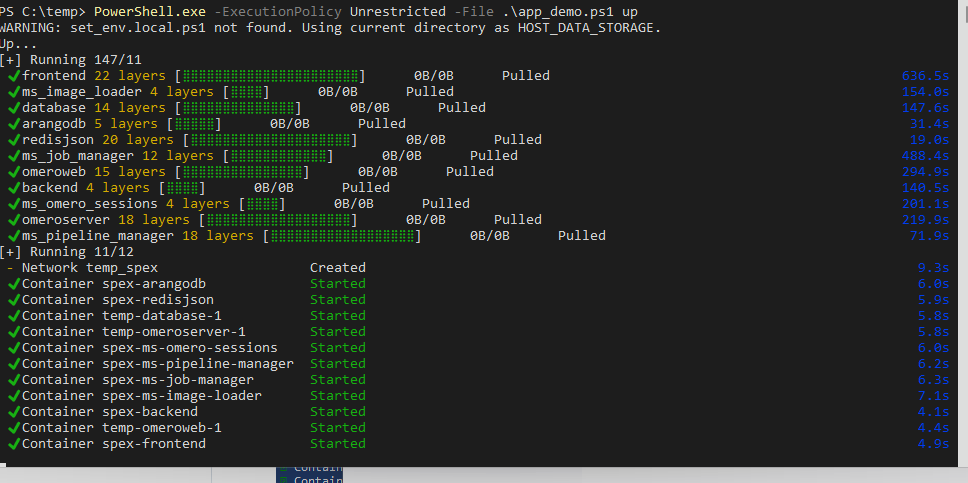 PS C:\temp> PowerShell.exe -ExecutionPolicy Unrestricted -File .\app_demo.ps1 up
WARNING: set_env.local.ps1 not found. Using current directory as HOST_DATA_STORAGE.
Up...
[+] Running 147/11
✔frontend 22 layers [⣿⣿⣿⣿⣿⣿⣿⣿⣿⣿⣿⣿⣿⣿⣿⣿⣿⣿⣿⣿⣿⣿] 0B/0B Pulled 636.5s
✔ms_image_loader 4 layers [⣿⣿⣿⣿] 0B/0B Pulled 154.0s
✔database 14 layers [⣿⣿⣿⣿⣿⣿⣿⣿⣿⣿⣿⣿⣿⣿] 0B/0B Pulled 147.6s
✔arangodb 5 layers [⣿⣿⣿⣿⣿] 0B/0B Pulled 31.4s
✔redisjson 20 layers [⣿⣿⣿⣿⣿⣿⣿⣿⣿⣿⣿⣿⣿⣿⣿⣿⣿⣿⣿⣿] 0B/0B Pulled 19.0s
✔ms_job_manager 12 layers [⣿⣿⣿⣿⣿⣿⣿⣿⣿⣿⣿⣿] 0B/0B Pulled 488.4s
✔omeroweb 15 layers [⣿⣿⣿⣿⣿⣿⣿⣿⣿⣿⣿⣿⣿⣿⣿] 0B/0B Pulled 294.9s
✔backend 4 layers [⣿⣿⣿⣿] 0B/0B Pulled 140.5s
✔ms_omero_sessions 4 layers [⣿⣿⣿⣿] 0B/0B Pulled 201.1s
✔omeroserver 18 layers [⣿⣿⣿⣿⣿⣿⣿⣿⣿⣿⣿⣿⣿⣿⣿⣿⣿⣿] 0B/0B Pulled 219.9s
✔ms_pipeline_manager 18 layers [⣿⣿⣿⣿⣿⣿⣿⣿⣿⣿⣿⣿⣿⣿⣿⣿⣿⣿] 0B/0B Pulled 71.9s
[+] Running 11/12
- Network temp_spex Created 9.3s
✔Container spex-arangodb Started 6.0s
✔Container spex-redisjson Started 5.9s
✔Container temp-database-1 Started 5.8s
✔Container temp-omeroserver-1 Started 5.8s
✔Container spex-ms-omero-sessions Started 6.0s
✔Container spex-ms-pipeline-manager Started 6.2s
✔Container spex-ms-job-manager Started 6.3s
✔Container spex-ms-image-loader Started 7.1s
✔Container spex-backend Started 4.1s
✔Container temp-omeroweb-1 Started 4.4s
✔Container spex-frontend Started 4.9s
Contain
Contain